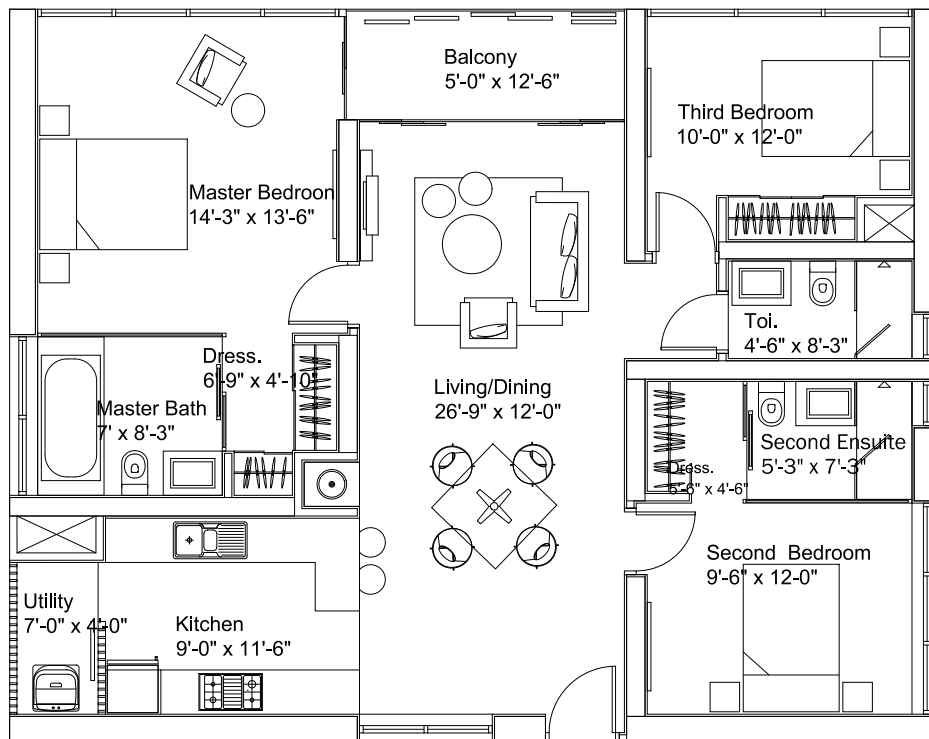 Balcony
5'-0" x 12'-6"
Third Bedroom
10'-0" x 12'-0"
Master Bedroon
14'-3" x 13'-6"
Toi.
4'-6" x 8'-3"
Dress.
6'-9" x 4'-10"
Living/Dining
26'-9" x 12'-0"
Master Bath
7' x 8'-3"
Second Ensuite
5'-3" x 7'-3"
Dress.
5'-6" x 4'-6"
Second Bedroom
9'-6" x 12-0"
Utility
7'-0" x 4'-0"
Kitchen
9'-0" x 11'-6"